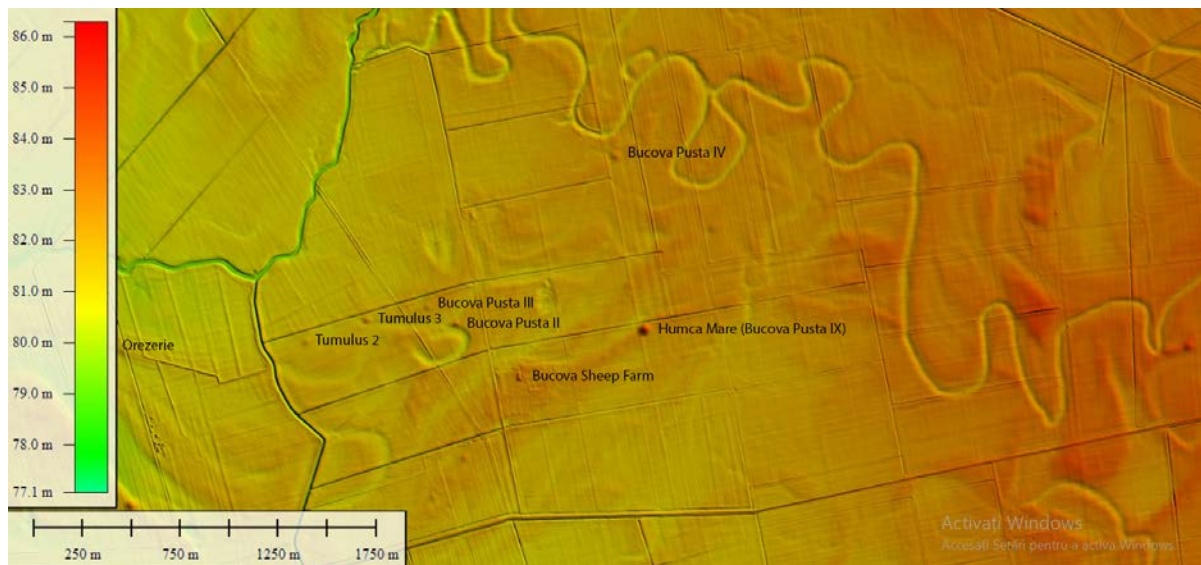 86.0 m
85.0 m
84.0 m
83.0 m
82.0 m
81.0 m
80.0 m
79.0 m
78.0 m
77.1 m
Bucova Pusta IV
Bucova Pusta III
Tumulus 3
Bucova Pusta II
Tumulus 2
Humca Mare (Bucova Pusta IX)
Orezerie
Bucova Sheep Farm
250 m
750 m
1250 m
1750 m
Activați Windows
Accesați Setări pentru a activa Windows.